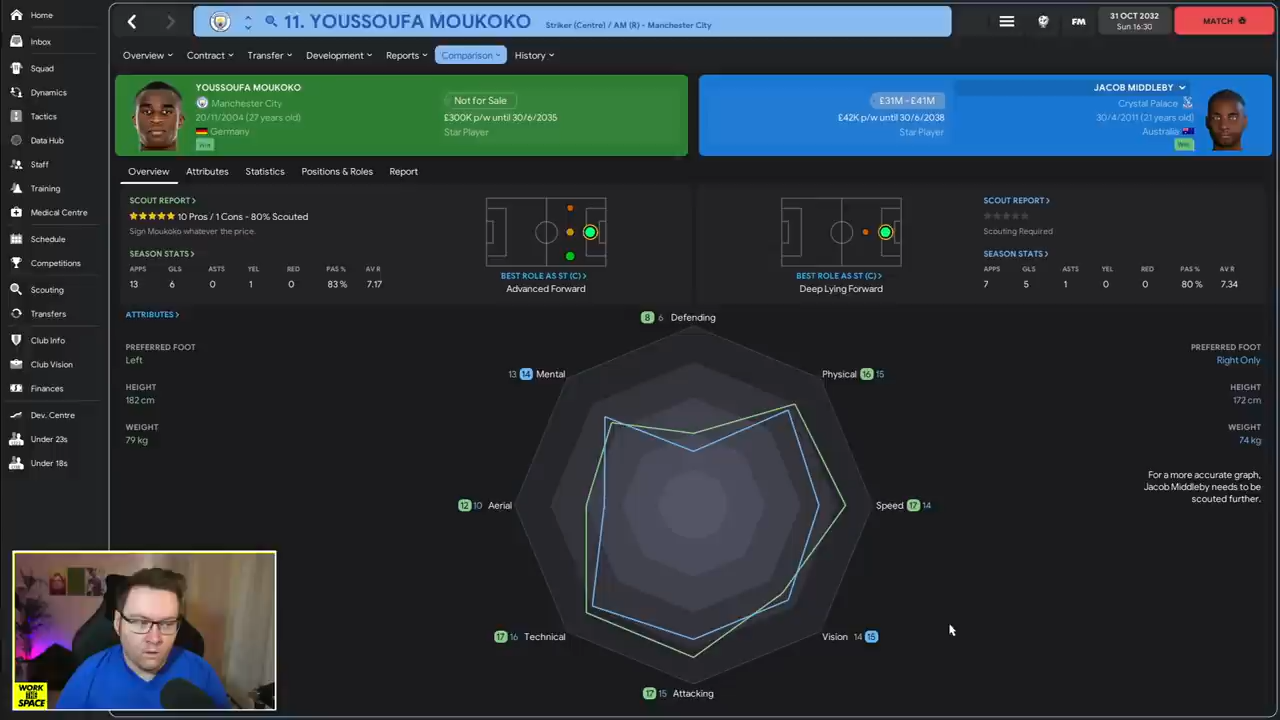 Home
Inbox
Squad
Dynamics
Tactics
Data Hub
Staff
Training
Medical Centre
Schedule
Competitions
Scouting
Transfers
Club Info
Club Vision
Finances
Dev. Centre
Under 23s
Under 18s
11. YOUSSOUFA MOUKOKO
Striker (Centre) / AM (R) - Manchester City
FM
31 OCT 2032
Sun 16:30
MATCH
Overview
Contract
Transfer
Development
Reports
Comparison
History
YOUSSOUFA MOUKOKO
Manchester City
20/11/2004 (27 years old)
Germany
Win
Not for Sale
£300K p/w until 30/6/2035
Star Player
£31M - £41M
£42K p/w until 30/6/2038
Star Player
JACOB MIDDLEBY
Crystal Palace
30/4/2011 (21 years old)
Australia
Win
Overview
Attributes
Statistics
Positions & Roles
Report
SCOUT REPORT >
10 Pros / 1 Cons - 80% Scouted
Sign Moukoko whatever the price.
SEASON STATS >
APPS GLS ASTS YEL RED PAS % AV R
13 6 0 1 0 83 % 7.17
BEST ROLE AS ST (C) >
Advanced Forward
BEST ROLE AS ST (C) >
Deep Lying Forward
SCOUT REPORT >
Scouting Required
SEASON STATS >
APPS GLS ASTS YEL RED PAS % AV R
7 5 1 0 0 80 % 7.34
ATTRIBUTES >
PREFERRED FOOT
Left
HEIGHT
182 cm
WEIGHT
79 kg
8 6 Defending
13 14 Mental
Physical 16 15
12 10 Aerial
Speed 17 14
17 16 Technical
Vision 14 15
17 15 Attacking
PREFERRED FOOT
Right Only
HEIGHT
172 cm
WEIGHT
74 kg
For a more accurate graph,
Jacob Middleby needs to be
scouted further.
WORK
THE
SPACE